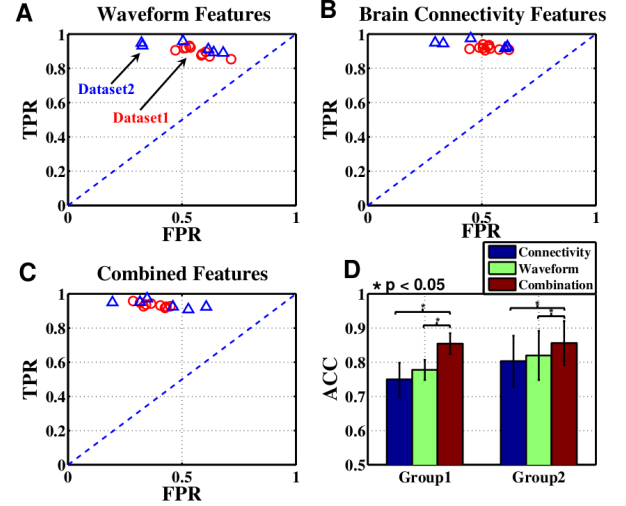 A
Waveform Features
1
0.8
0.6
0.4
0.2
0
TPR
Dataset2
Dataset1
0
0.5
1
FPR
B
Brain Connectivity Features
1
0.8
0.6
0.4
0.2
0
TPR
0
0.5
1
FPR
C
Combined Features
1
0.8
0.6
0.4
0.2
0
TPR
0
0.5
1
FPR
D
* p < 0.05
Connectivity
Waveform
Combination
1
0.9
0.8
0.7
0.6
0.5
ACC
*
*
*
*
Group1
Group2